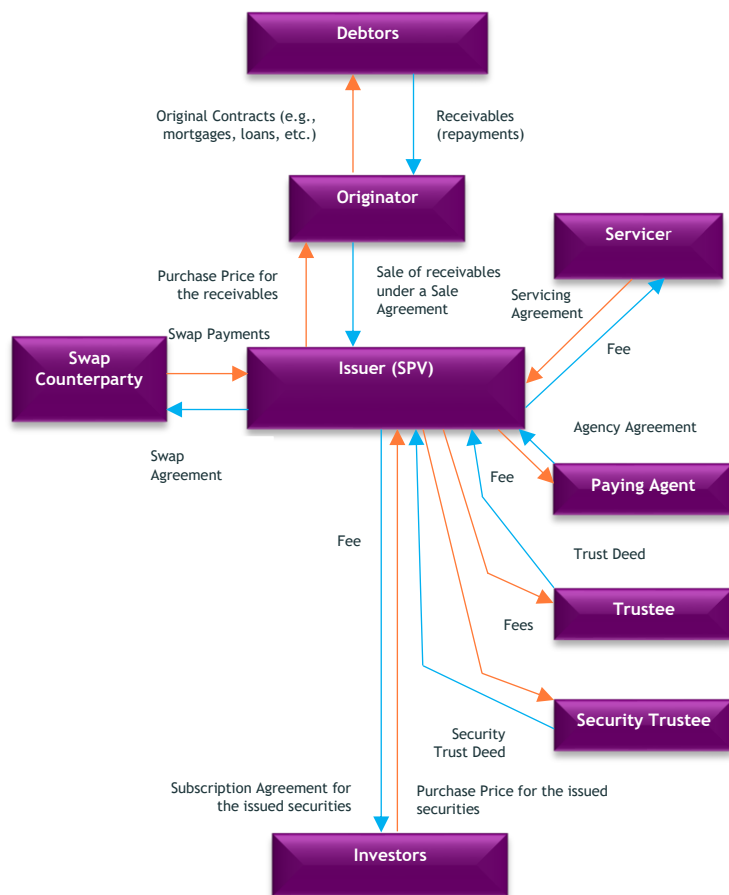 Debtors
Original Contracts (e.g.,
mortgages, loans, etc.)
Receivables
(repayments)
Originator
Servicer
Purchase Price for
the receivables
Sale of receivables
under a Sale
Agreement
Servicing
Agreement
Swap Payments
Fee
Swap
Counterparty
Issuer (SPV)
Agency Agreement
Swap
Agreement
Fee
Paying Agent
Fee
Trust Deed
Trustee
Fees
Security Trustee
Security
Trust Deed
Subscription Agreement for
the issued securities
Purchase Price for the issued
securities
Investors